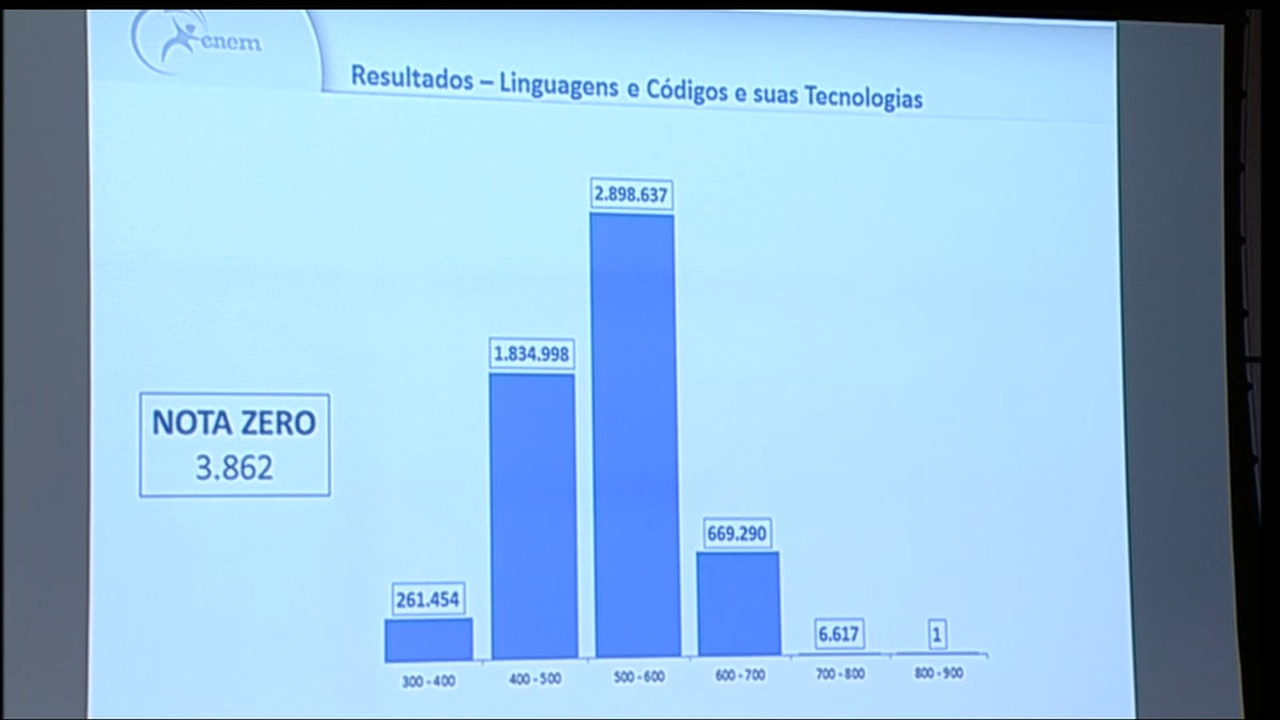 enem
Resultados – Linguagens e Códigos e suas Tecnologias
2.898.637
1.834.998
NOTA ZERO
3.862
669.290
261.454
6.617
1
300 - 400
400 - 500
500 - 600
600 - 700
700 - 800
800 - 900